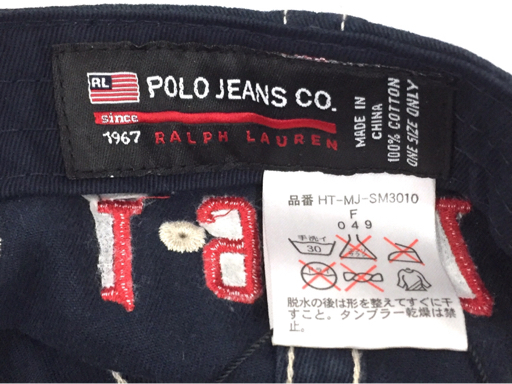 RL
POLO JEANS CO.
since
1967 RALPH LAUREN
MADE IN
CHINA
100% COTTON
ONE SIZE ONLY
品番 HT-MJ-SM3010
F
049
手洗イ
30
脱水の後は形を整えてすぐに干
すこと。タンブラー乾燥は禁
止。